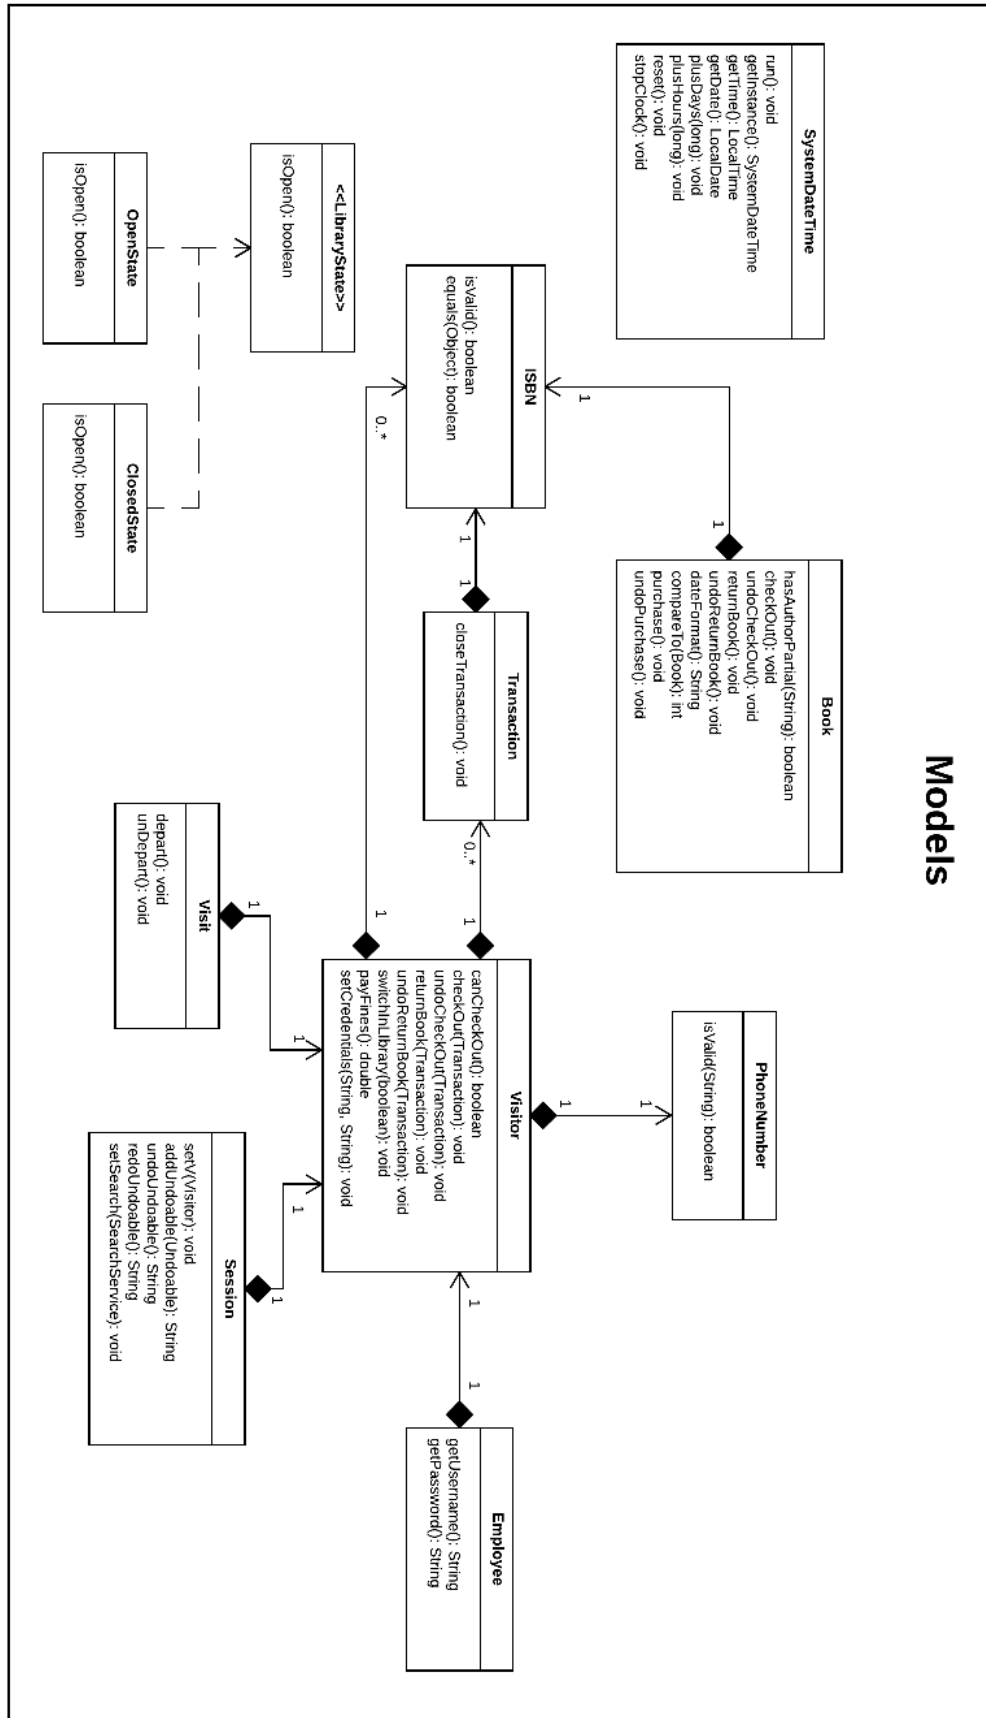 Models
SystemDateTime
run(): void
getInstance(): SystemDateTime
getTime(): LocalTime
getDate(): LocalDate
plusDays(long): void
plusHours(long): void
reset(): void
stopClock(): void
Book
hasAuthorPartial(String): boolean
checkOut(): void
undoCheckOut(): void
returnBook(): void
undoReturnBook(): void
dateFormat(): String
compareTo(Book): int
purchase(): void
undoPurchase(): void
1
1
PhoneNumber
isValid(String): boolean
1
1
<<LibraryState>>
isOpen(): boolean
ISBN
isValid(): boolean
equals(Object): boolean
1
1
0..*
Transaction
closeTransaction(): void
0..*
1
1
Visitor
canCheckOut(): boolean
checkOut(Transaction): void
undoCheckOut(Transaction): void
returnBook(Transaction): void
undoReturnBook(Transaction): void
switchInLibrary(boolean): void
payFines(): double
setCredentials(String, String): void
1
1
Employee
getUsername(): String
getPassword(): String
OpenState
isOpen(): boolean
ClosedState
isOpen(): boolean
1
1
Visit
depart(): void
unDepart(): void
1
1
Session
setV(Visitor): void
addUndoable(Undoable): String
undoUndoable(): String
redoUndoable(): String
setSearch(SearchService): void